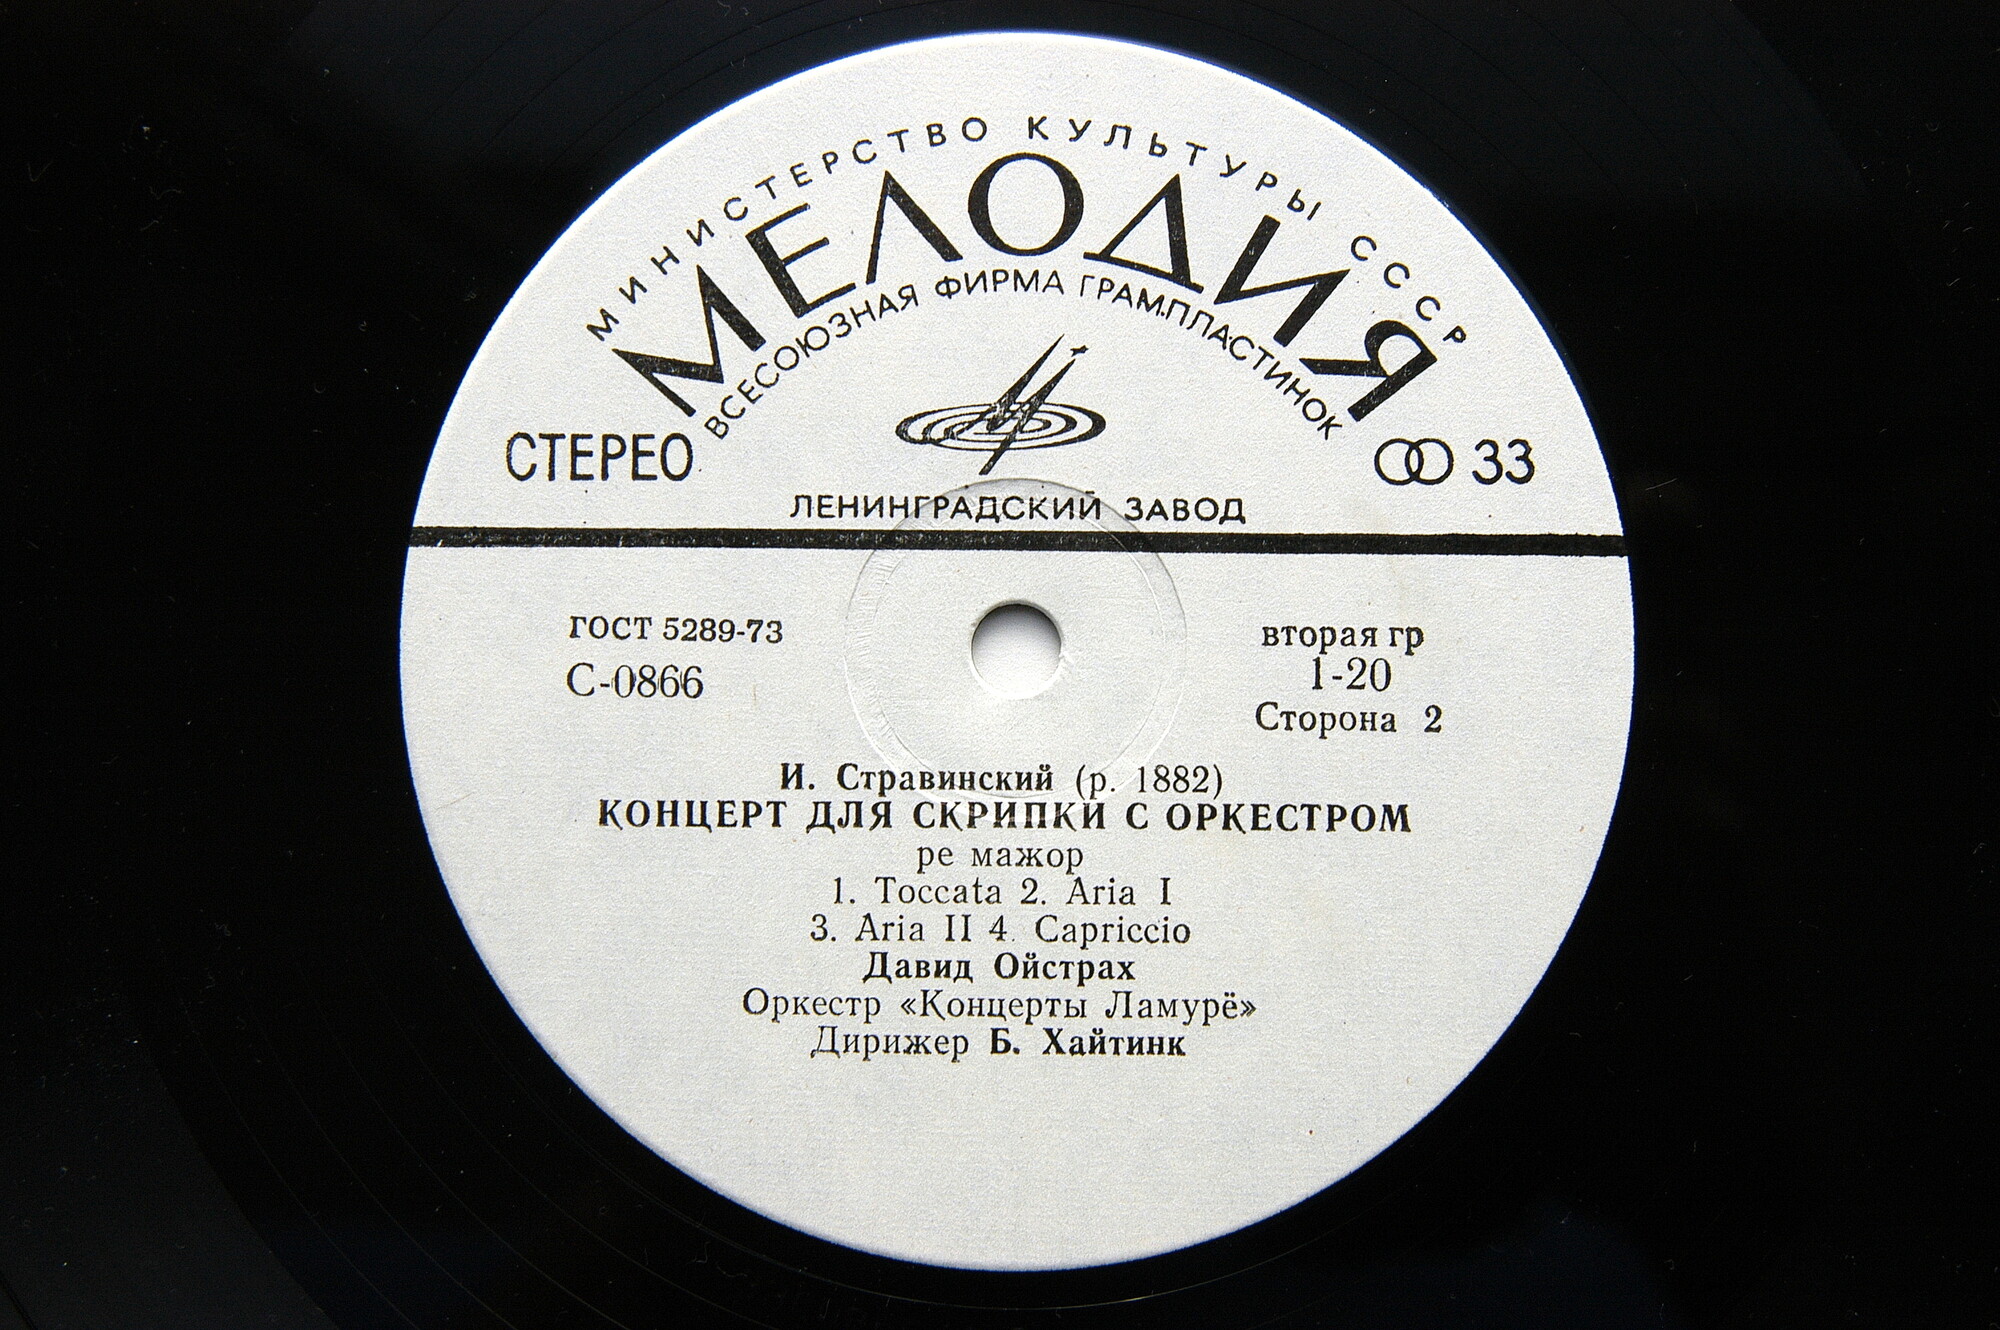 МИНИСТЕРСТВО КУЛЬТУРЫ СССР
МЕЛОДИЯ
ВСЕСОЮЗНАЯ ФИРМА ГРАМПЛАСТИНОК
СТЕРЕО
33
ЛЕНИНГРАДСКИЙ ЗАВОД
ГОСТ 5289-73
С-0866
вторая гр
1-20
Сторона 2
И. Стравинский (р. 1882)
КОНЦЕРТ ДЛЯ СКРИПКИ С ОРКЕСТРОМ
ре мажор
1. Toccata 2. Aria I
3. Aria II 4. Capriccio
Давид Ойстрах
Оркестр «Концерты Ламурё»
Дирижер Б. Хайтинк